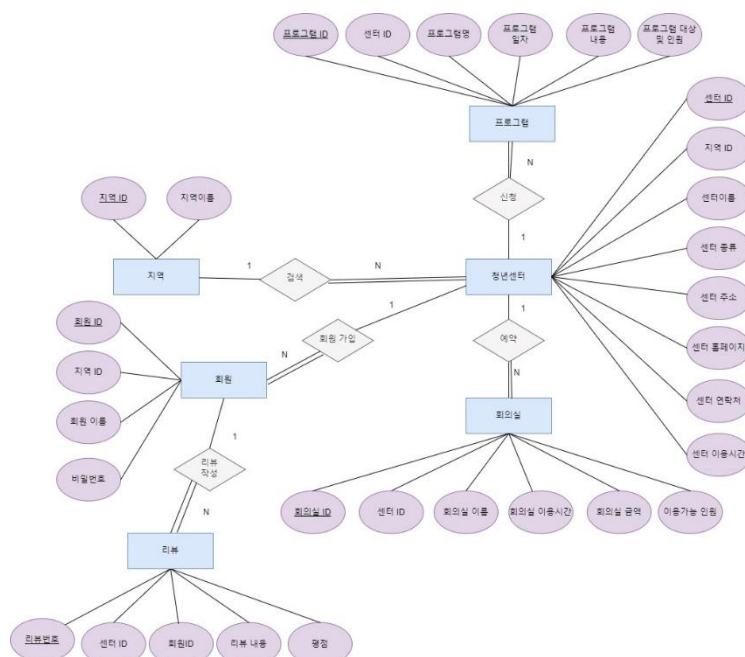 프로그램 ID
센터 ID
프로그램명
프로그램
일자
프로그램
내용
프로그램 대상
및 인원
프로그램
N
신청
1
센터 ID
지역 ID
센터이름
센터 종류
센터 주소
센터 홈페이지
센터 연락처
센터 이용시간
지역 ID
지역이름
지역
1
검색
N
청년센터
1
회원 가입
N
1
예약
N
회원 ID
지역 ID
회원 이름
비밀번호
회원
1
리뷰
작성
N
회의실
회의실 ID
센터 ID
회의실 이름
회의실 이용시간
회의실 금액
이용가능 인원
리뷰
리뷰번호
센터 ID
회원ID
리뷰 내용
평점